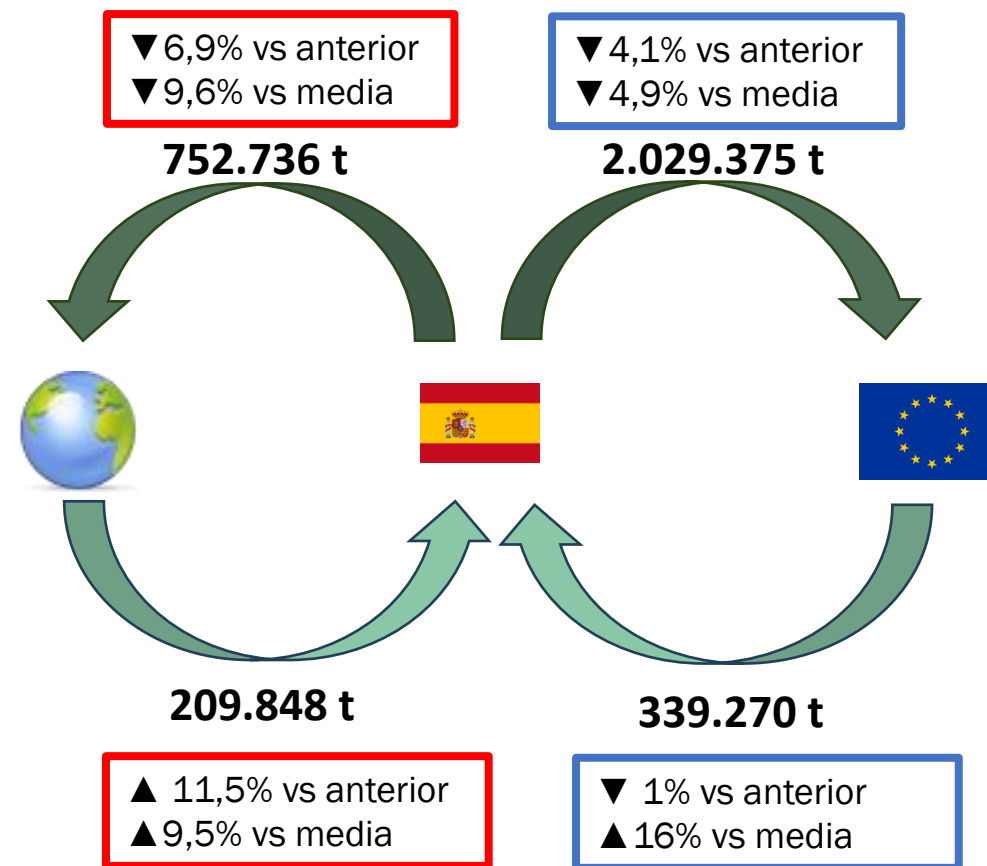 ▼6,9% vs anterior
▼9,6% vs media
752.736 t
▼4,1% vs anterior
▼4,9% vs media
2.029.375 t
209.848 t
▲ 11,5% vs anterior
▲9,5% vs media
339.270 t
▼ 1% vs anterior
▲16% vs media